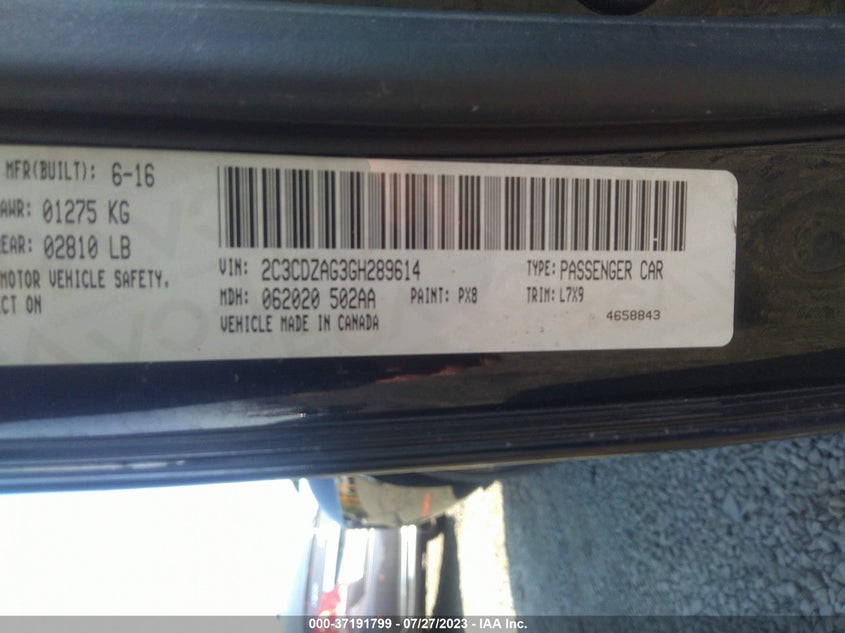 MFR(BUILT): 6-16
AWR: 01275 KG
EAR: 02810 LB
MOTOR VEHICLE SAFETY.
ECT ON
VIN: 2C3CDZAG3GH289614 TYPE: PASSENGER CAR
MDH: 062020 502AA PAINT: PX8 TRIM: L7X9
VEHICLE MADE IN CANADA 4658843
000-37191799 - 07/27/2023 - IAA Inc.